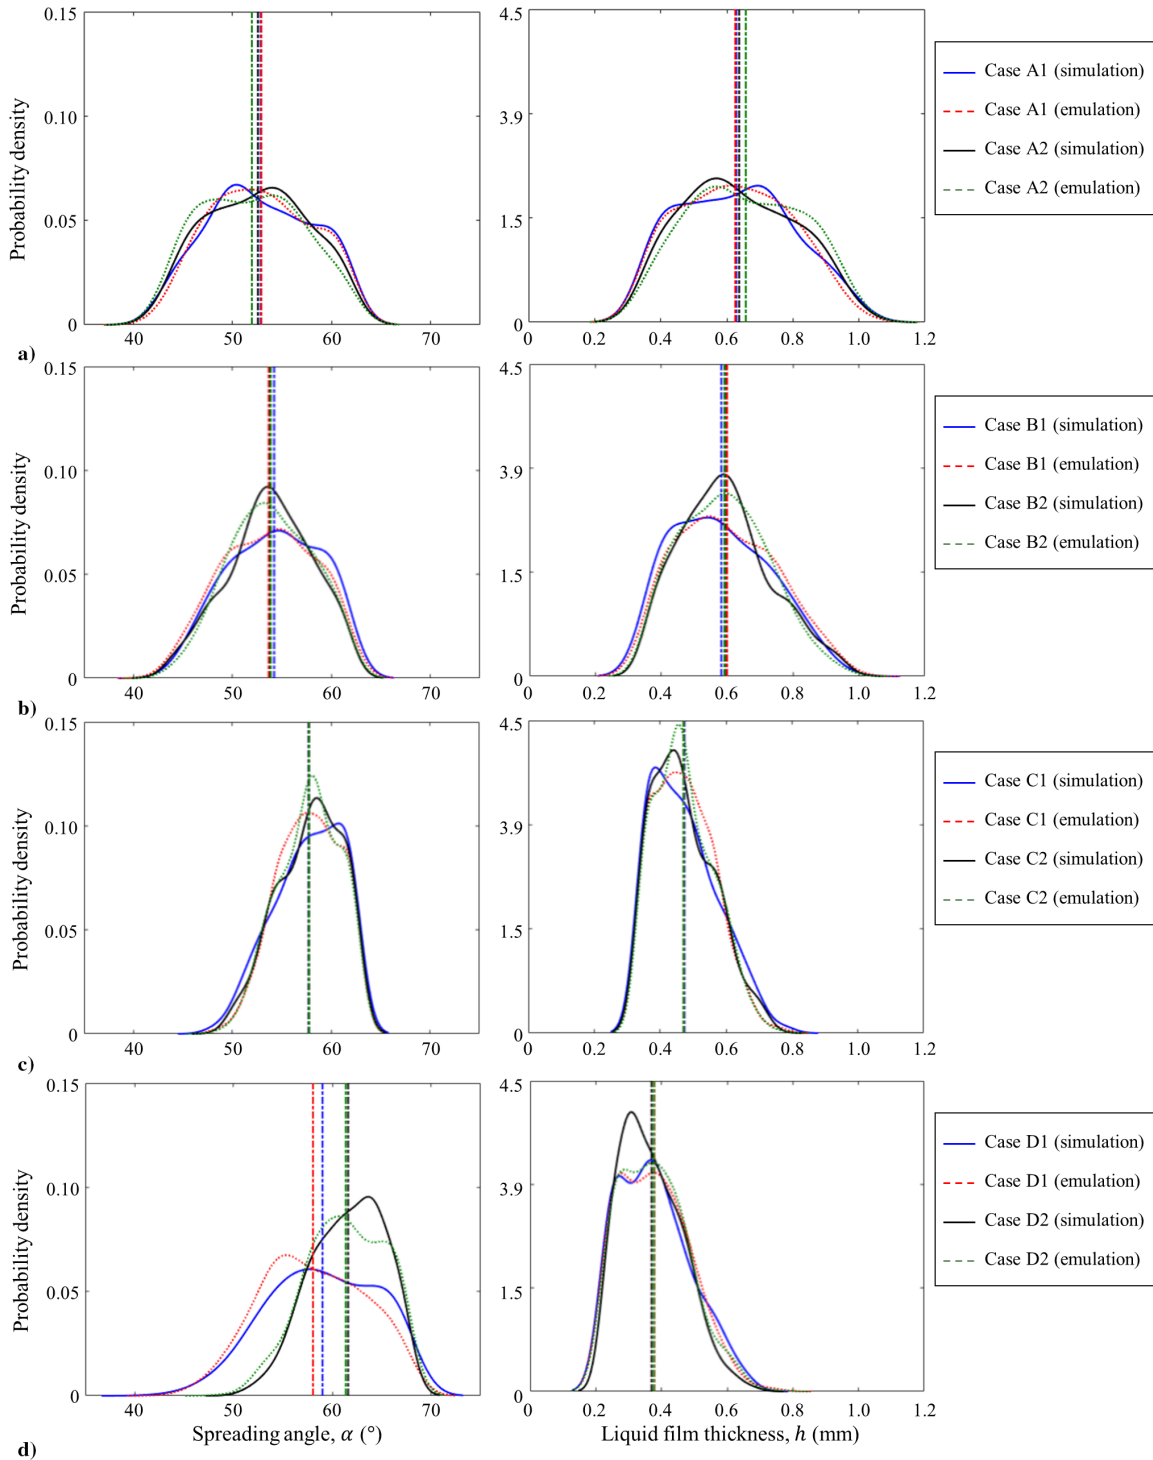 0.15
0.10
0.05
0
Probability density
40 50 60 70
4.5
3.9
1.5
0
0 0.2 0.4 0.6 0.8 1.0 1.2
Case A1 (simulation)
Case A1 (emulation)
Case A2 (simulation)
Case A2 (emulation)
a)
0.15
0.10
0.05
0
Probability density
40 50 60 70
4.5
3.9
1.5
0
0 0.2 0.4 0.6 0.8 1.0 1.2
Case B1 (simulation)
Case B1 (emulation)
Case B2 (simulation)
Case B2 (emulation)
b)
0.15
0.10
0.05
0
Probability density
40 50 60 70
4.5
3.9
1.5
0
0 0.2 0.4 0.6 0.8 1.0 1.2
Case C1 (simulation)
Case C1 (emulation)
Case C2 (simulation)
Case C2 (emulation)
c)
0.15
0.10
0.05
0
Probability density
40 50 60 70
Spreading angle, α (°)
4.5
3.9
1.5
0
0 0.2 0.4 0.6 0.8 1.0 1.2
Liquid film thickness, h (mm)
Case D1 (simulation)
Case D1 (emulation)
Case D2 (simulation)
Case D2 (emulation)
d)